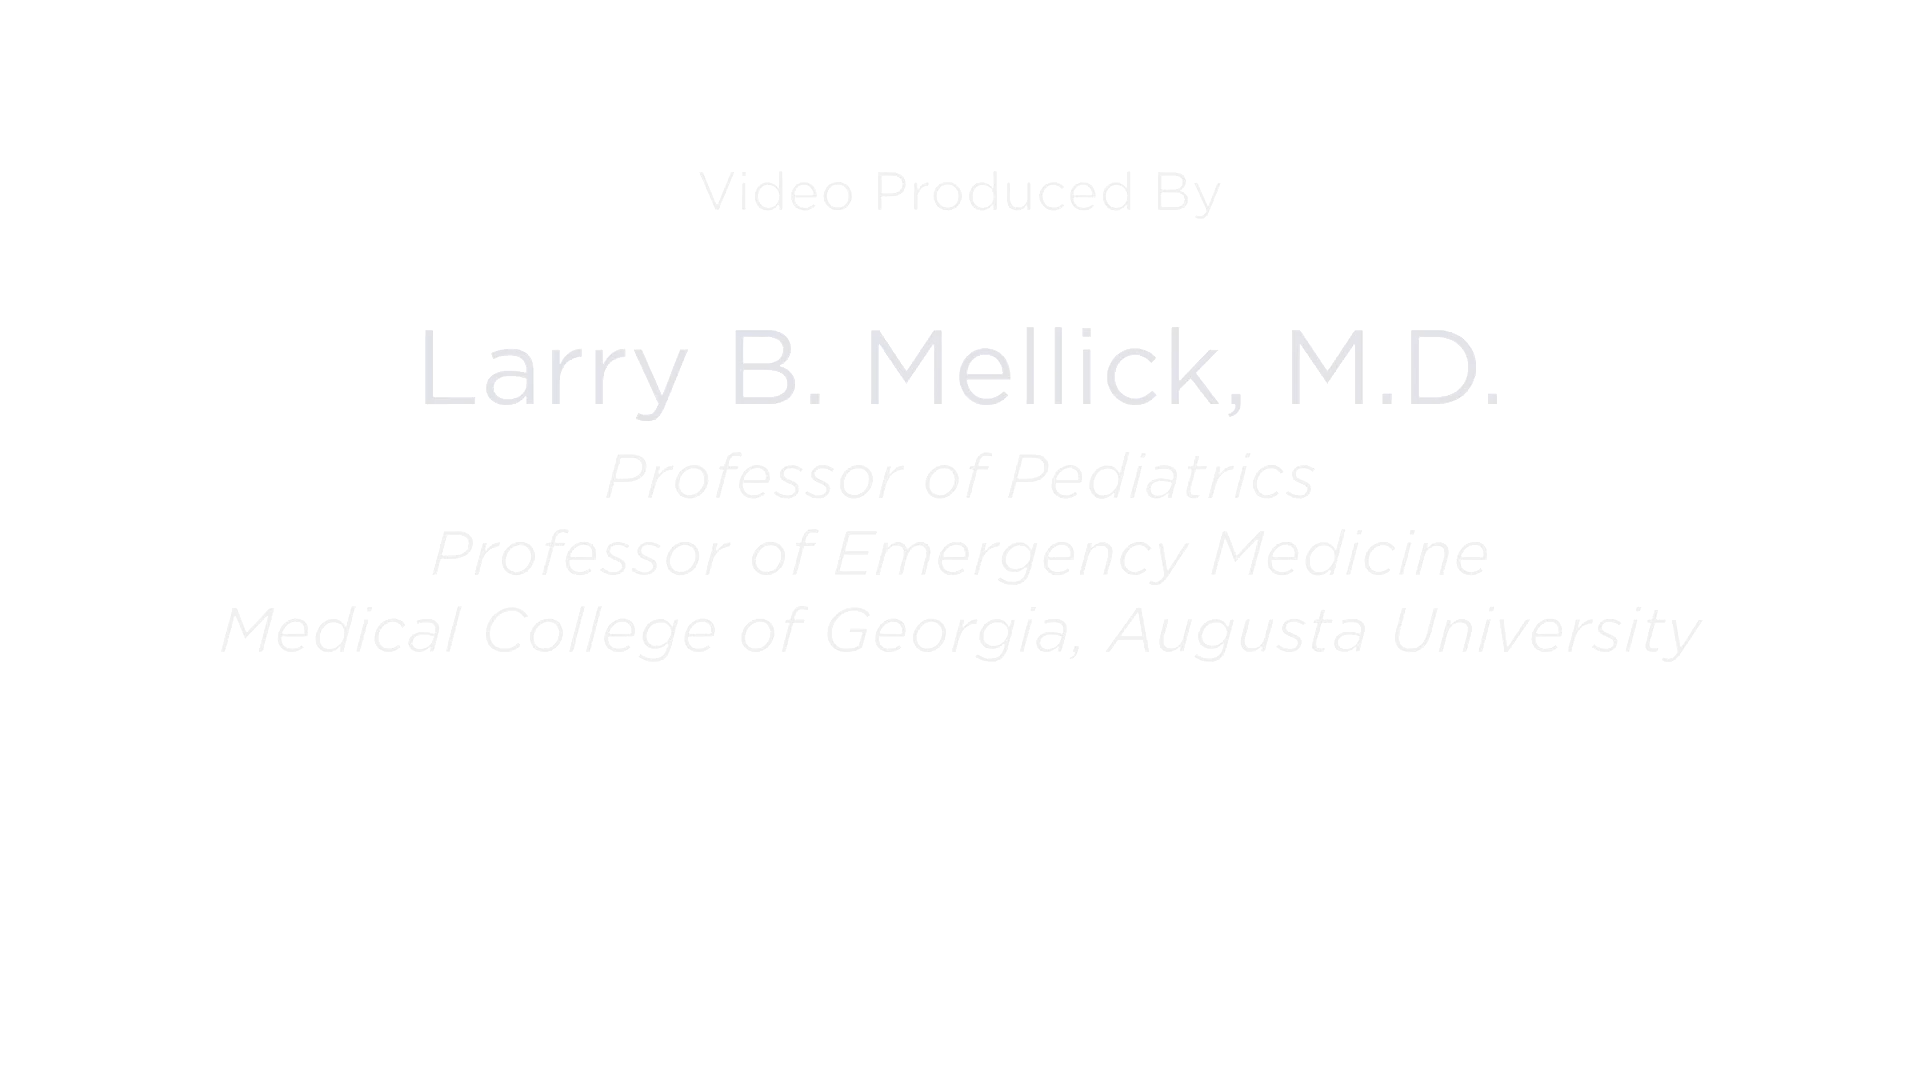 Video Produced By
Larry B. Mellick, M.D.
Professor of Pediatrics
Professor of Emergency Medicine
Medical College of Georgia, Augusta University